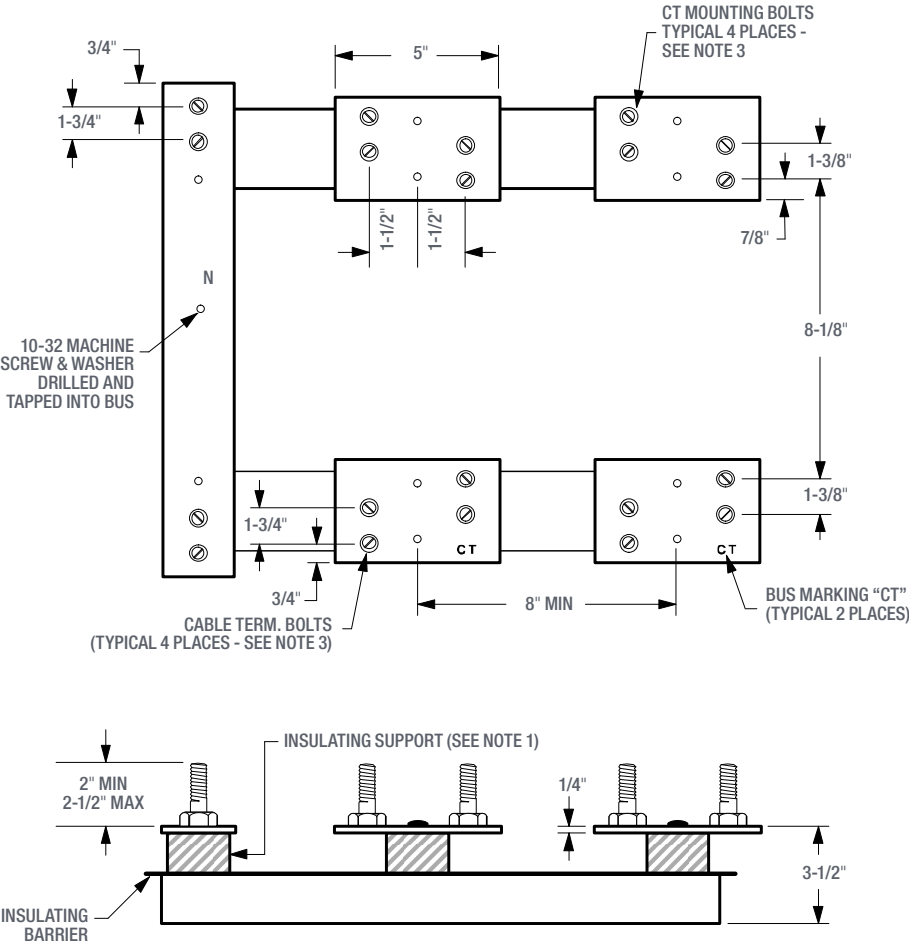 CT MOUNTING BOLTS
TYPICAL 4 PLACES -
SEE NOTE 3
3/4"
5"
1-3/4"
1-3/8"
1-1/2"
1-1/2"
7/8"
N
8-1/8"
10-32 MACHINE
SCREW & WASHER
DRILLED AND
TAPPED INTO BUS
1-3/4"
1-3/8"
CT
CT
3/4"
8" MIN
BUS MARKING “CT”
(TYPICAL 2 PLACES)
CABLE TERM. BOLTS
(TYPICAL 4 PLACES - SEE NOTE 3)
INSULATING SUPPORT (SEE NOTE 1)
2" MIN
2-1/2" MAX
1/4"
3-1/2"
INSULATING
BARRIER